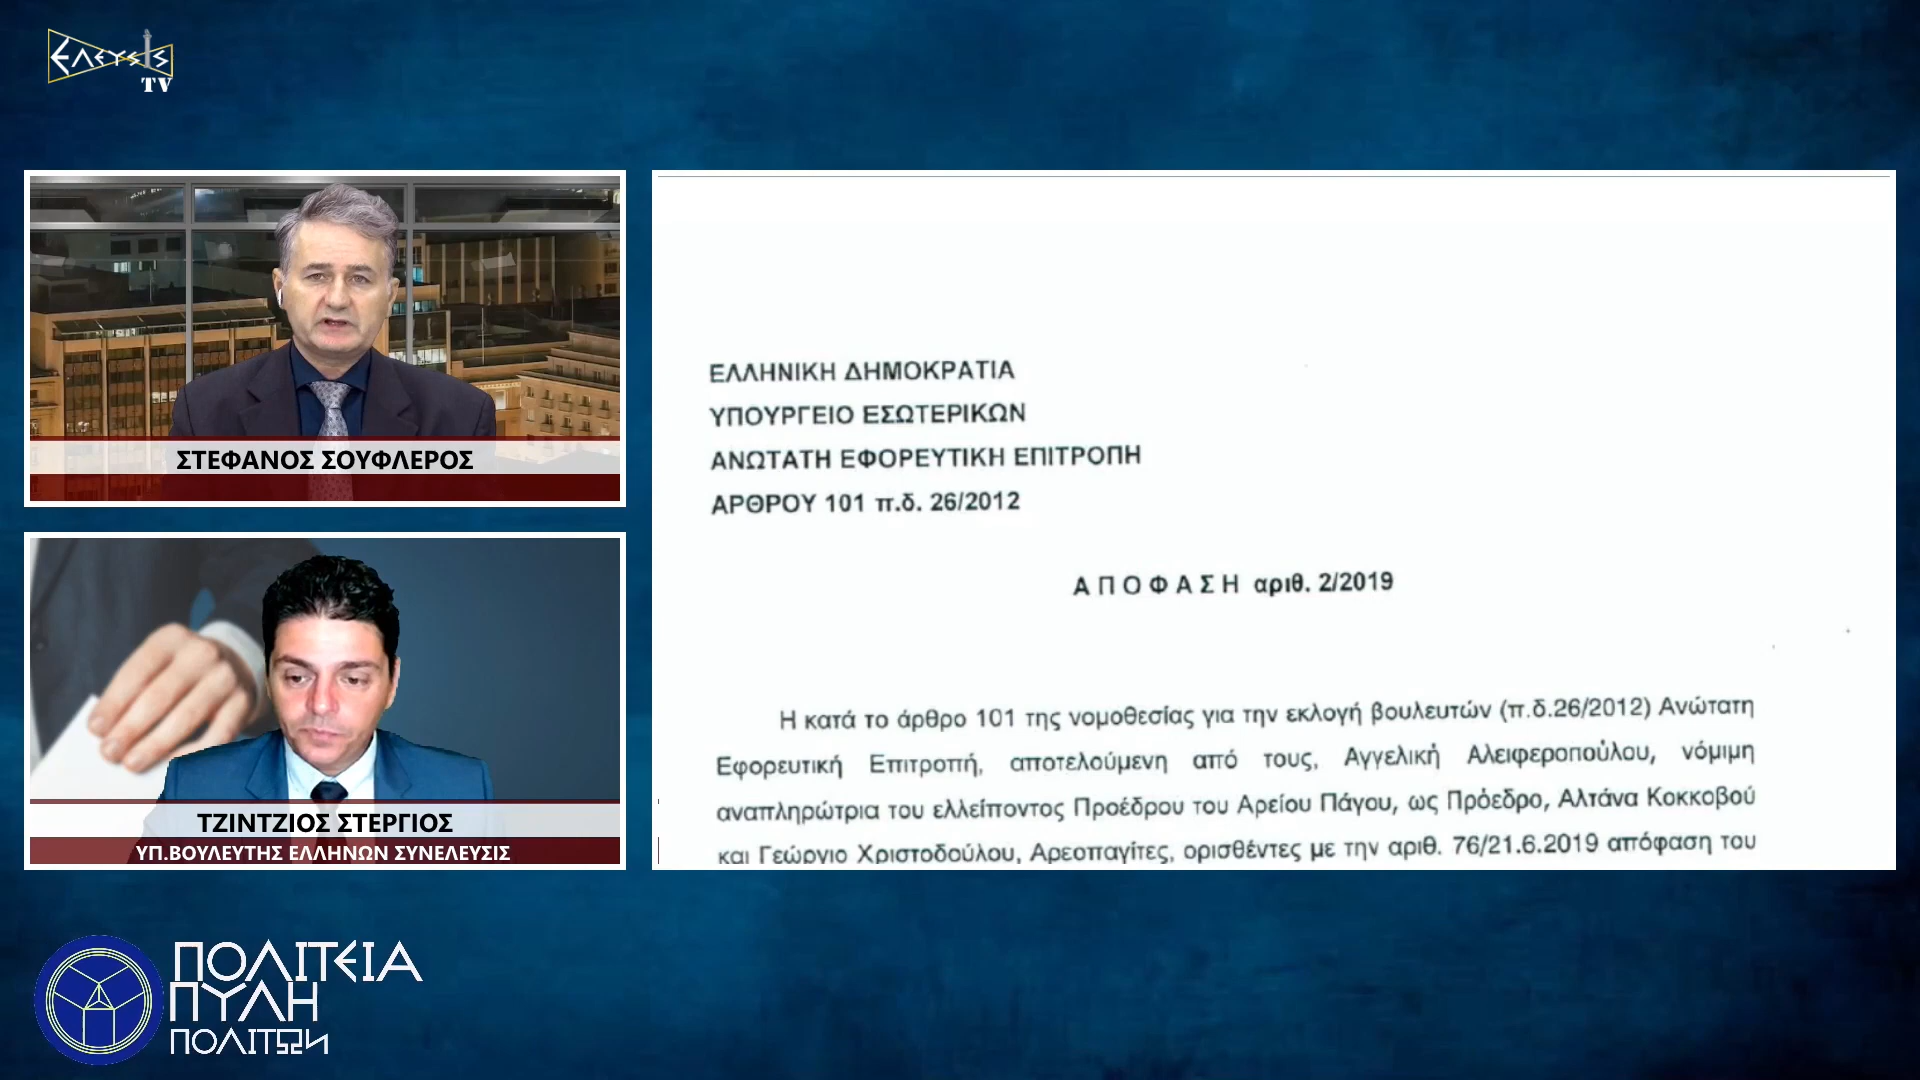 ΕΛΕΥSIS
TV
ΣΤΕΦΑΝΟΣ ΣΟΥΦΛΕΡΟΣ
ΤΖΙΝΤΖΙΟΣ ΣΤΕΡΓΙΟΣ
ΥΠ.ΒΟΥΛΕΥΤΗΣ ΕΛΛΗΝΩΝ ΣΥΝΕΛΕΥΣΙΣ
ΕΛΛΗΝΙΚΗ ΔΗΜΟΚΡΑΤΙΑ
ΥΠΟΥΡΓΕΙΟ ΕΣΩΤΕΡΙΚΩΝ
ΑΝΩΤΑΤΗ ΕΦΟΡΕΥΤΙΚΗ ΕΠΙΤΡΟΠΗ
ΑΡΘΡΟΥ 101 π.δ. 26/2012
Α Π Ο Φ Α Σ Η αριθ. 2/2019
Η κατά το άρθρο 101 της νομοθεσίας για την εκλογή βουλευτών (π.δ.26/2012) Ανώτατη
Εφορευτική Επιτροπή, αποτελούμενη από τους, Αγγελική Αλειφεροπούλου, νόμιμη
αναπληρώτρια του ελλείποντος Προέδρου του Αρείου Πάγου, ως Πρόεδρο, Αλτάνα Κοκκοβού
και Γεώργιο Χριστοδούλου, Αρεοπαγίτες, ορισθέντες με την αριθ. 76/21.6.2019 απόφαση του
ΠΟΛΙΤΕΙΑ
ΠΥΛΗ
ΠΟΛΙΤΩΝ